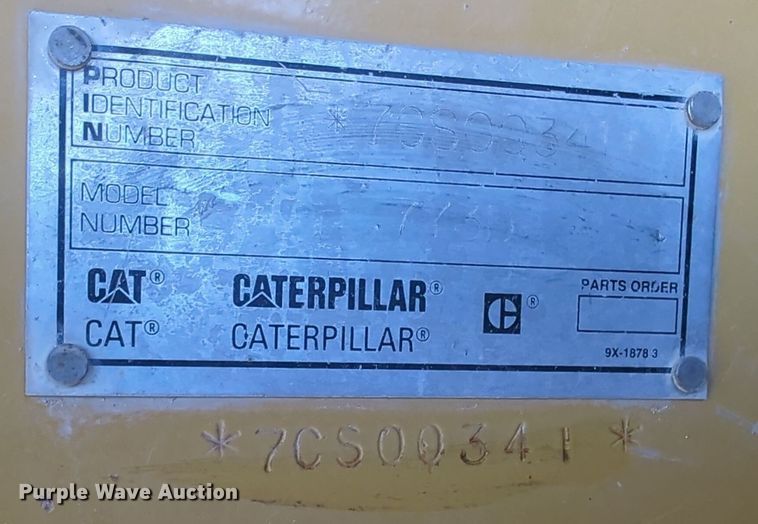 PRODUCT
IDENTIFICATION
NUMBER
*7CS0034
MODEL
NUMBER
CAT® CATERPILLAR® ®
PARTS ORDER
CAT® CATERPILLAR®
9X-1878 3
*7CS00341*
Purple Wave Auction